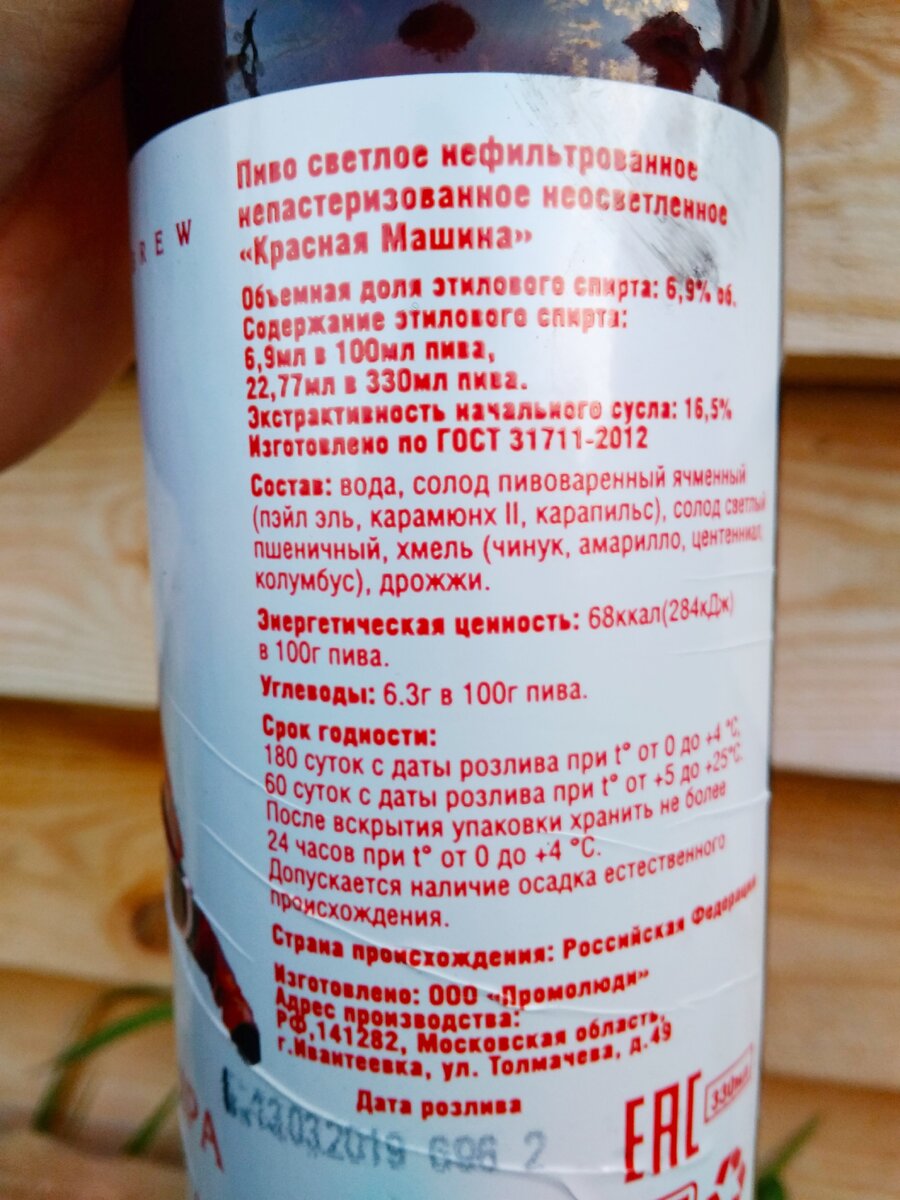 Пиво светлое нефильтрованное
непастеризованное неосветленное
«Красная Машина»
REW
Объемная доля этилового спирта: 6,9% об.
Содержание этилового спирта:
6,9мл в 100мл пива,
22,77мл в 330мл пива.
Экстрактивность начального сусла: 16,5%
Изготовлено по ГОСТ 31711-2012
Состав: вода, солод пивоваренный ячменный
(пэйл эль, карамюнх II, карапильс), солод светлый
пшеничный, хмель (чинук, амарилло, центенниал,
колумбус), дрожжи.
Энергетическая ценность: 68ккал(284кДж)
в 100г пива.
Углеводы: 6.3г в 100г пива.
Срок годности:
180 суток с даты розлива при t° от 0 до +4 °C,
60 суток с даты розлива при t° от +5 до +25°C.
После вскрытия упаковки хранить не более
24 часов при t° от 0 до +4 °C.
Допускается наличие осадка естественного
происхождения.
Страна происхождения: Российская Федерация
Изготовлено: ООО «Промолюди»
Адрес производства:
РФ,141282, Московская область,
г.Ивантеевка, ул. Толмачева, д.49
Дата розлива
13.03.2019 696 2
EAC
330мл
PA